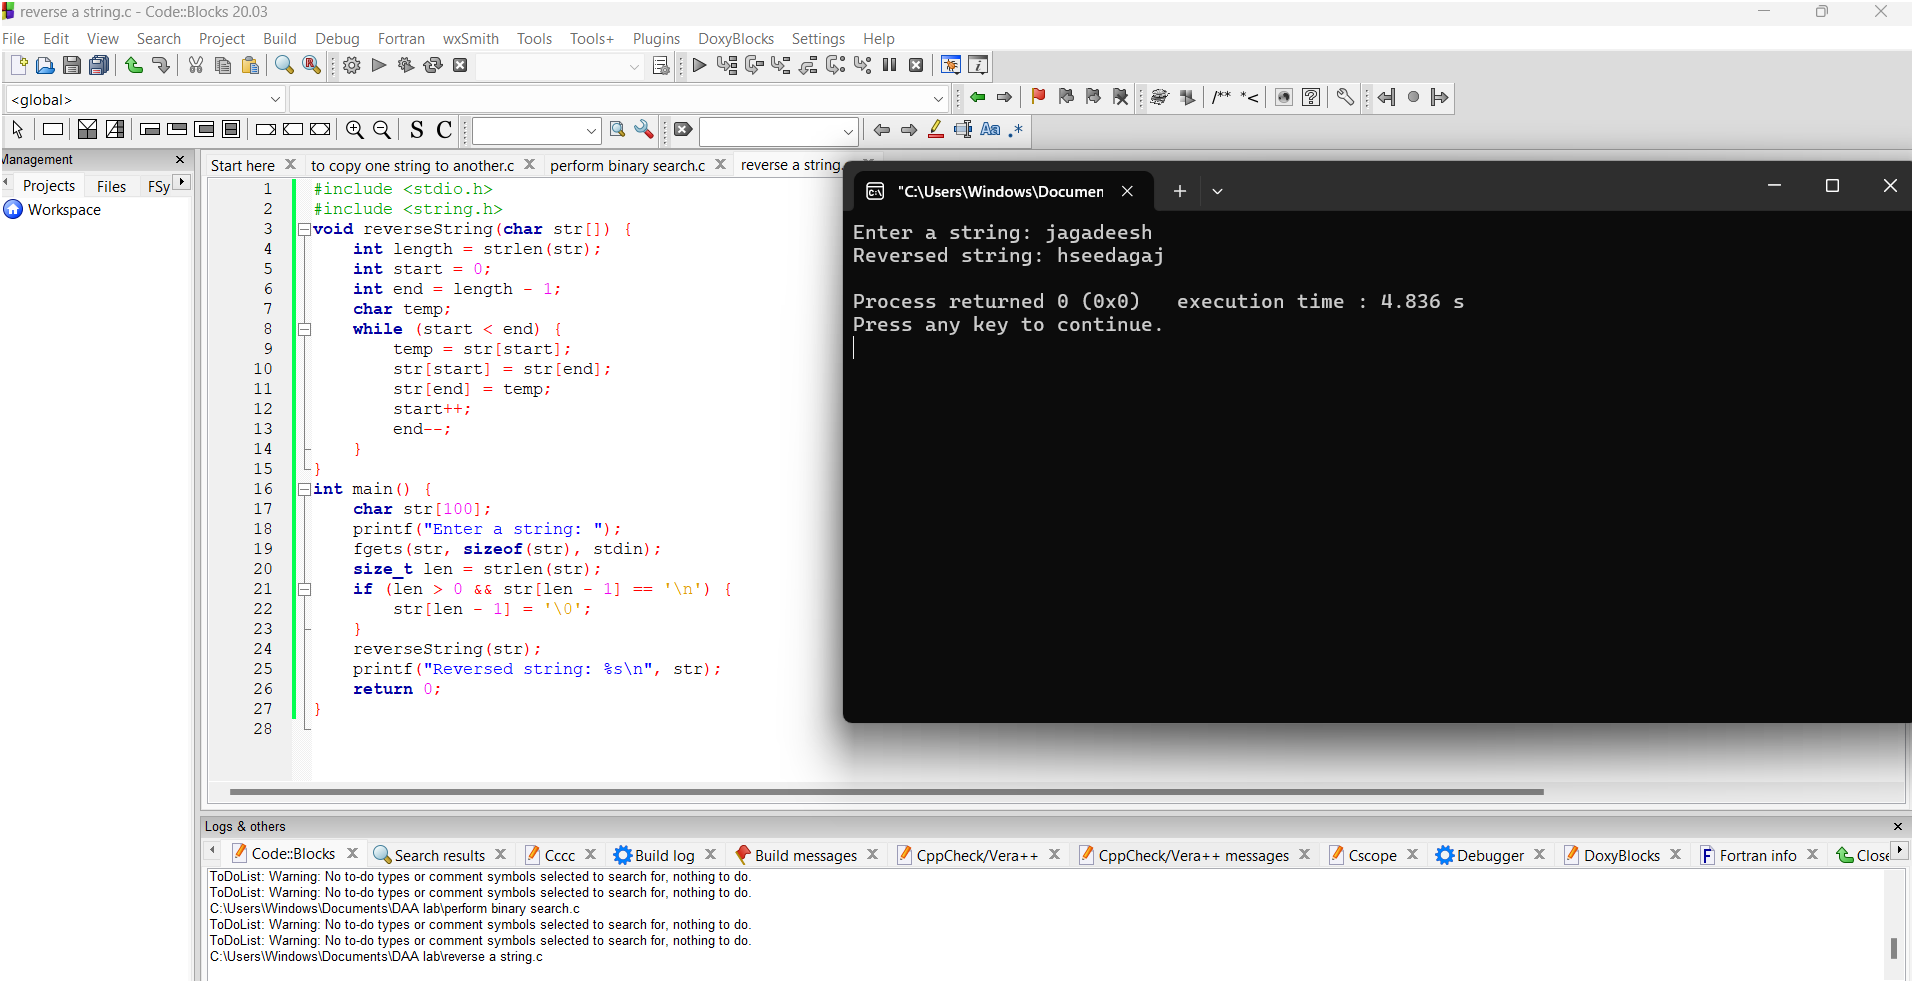 reverse a string.c - Code::Blocks 20.03
File Edit View Search Project Build Debug Fortran wxSmith Tools Tools+ Plugins DoxyBlocks Settings Help
<global>
/** *<
S C
Aa .*
Management
Projects Files FSy
Workspace
Start here to copy one string to another.c perform binary search.c reverse a string.
1 #include <stdio.h>
2 #include <string.h>
3 void reverseString(char str[]) {
4 int length = strlen(str);
5 int start = 0;
6 int end = length - 1;
7 char temp;
8 while (start < end) {
9 temp = str[start];
10 str[start] = str[end];
11 str[end] = temp;
12 start++;
13 end--;
14 }
15 }
16 int main() {
17 char str[100];
18 printf("Enter a string: ");
19 fgets(str, sizeof(str), stdin);
20 size_t len = strlen(str);
21 if (len > 0 && str[len - 1] == '\n') {
22 str[len - 1] = '\0';
23 }
24 reverseString(str);
25 printf("Reversed string: %s\n", str);
26 return 0;
27 }
28
"C:\Users\Windows\Documen
Enter a string: jagadeesh
Reversed string: hseedagaj
Process returned 0 (0x0) execution time : 4.836 s
Press any key to continue.
Logs & others
Code::Blocks Search results Cccc Build log Build messages CppCheck/Vera++ CppCheck/Vera++ messages Cscope Debugger DoxyBlocks Fortran info Close
ToDoList: Warning: No to-do types or comment symbols selected to search for, nothing to do.
ToDoList: Warning: No to-do types or comment symbols selected to search for, nothing to do.
C:\Users\Windows\Documents\DAA lab\perform binary search.c
ToDoList: Warning: No to-do types or comment symbols selected to search for, nothing to do.
ToDoList: Warning: No to-do types or comment symbols selected to search for, nothing to do.
C:\Users\Windows\Documents\DAA lab\reverse a string.c